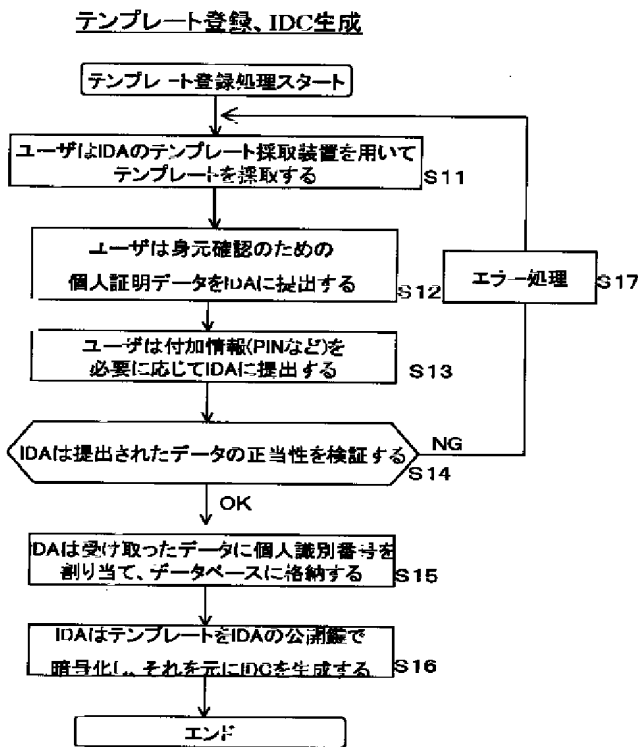 テンプレート登録、IDC生成
テンプレート登録処理スタート
ユーザはIDAのテンプレート採取装置を用いて
テンプレートを採取する
S11
ユーザは身元確認のための
個人証明データをIDAに提出する
S12
エラー処理
S17
ユーザは付加情報(PINなど)を
必要に応じてIDAに提出する
S13
IDAは提出されたデータの正当性を検証する
S14
NG
OK
IDAは受け取ったデータに個人識別番号を
割り当て、データベースに格納する
S15
IDAはテンプレートをIDAの公開鍵で
暗号化し、それを元にIDCを生成する
S16
エンド